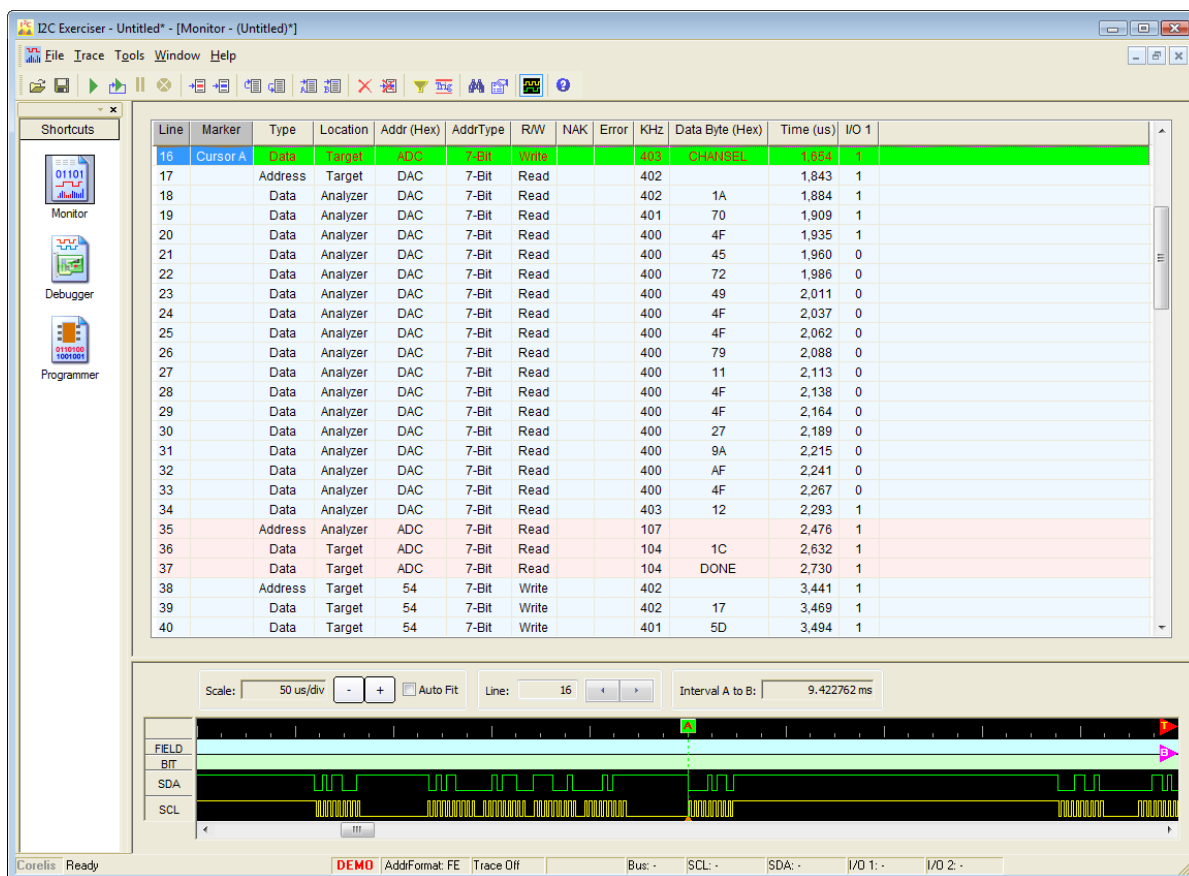 I2C Exerciser - Untitled* - [Monitor - (Untitled)*]
File Trace Tools Window Help
Trig
Shortcuts
01101
Monitor
Debugger
0110100
1001001
Programmer
Line Marker Type Location Addr (Hex) AddrType R/W NAK Error KHz Data Byte (Hex) Time (us) I/O 1
16 Cursor A Data Target ADC 7-Bit Write 403 CHANSEL 1,654 1
17 Address Target DAC 7-Bit Read 402 1,843 1
18 Data Analyzer DAC 7-Bit Read 402 1A 1,884 1
19 Data Analyzer DAC 7-Bit Read 401 70 1,909 1
20 Data Analyzer DAC 7-Bit Read 400 4F 1,935 1
21 Data Analyzer DAC 7-Bit Read 400 45 1,960 0
22 Data Analyzer DAC 7-Bit Read 400 72 1,986 0
23 Data Analyzer DAC 7-Bit Read 400 49 2,011 0
24 Data Analyzer DAC 7-Bit Read 400 4F 2,037 0
25 Data Analyzer DAC 7-Bit Read 400 4F 2,062 0
26 Data Analyzer DAC 7-Bit Read 400 79 2,088 0
27 Data Analyzer DAC 7-Bit Read 400 11 2,113 0
28 Data Analyzer DAC 7-Bit Read 400 4F 2,138 0
29 Data Analyzer DAC 7-Bit Read 400 4F 2,164 0
30 Data Analyzer DAC 7-Bit Read 400 27 2,189 0
31 Data Analyzer DAC 7-Bit Read 400 9A 2,215 0
32 Data Analyzer DAC 7-Bit Read 400 AF 2,241 0
33 Data Analyzer DAC 7-Bit Read 400 4F 2,267 0
34 Data Analyzer DAC 7-Bit Read 403 12 2,293 1
35 Address Analyzer ADC 7-Bit Read 107 2,476 1
36 Data Target ADC 7-Bit Read 104 1C 2,632 1
37 Data Target ADC 7-Bit Read 104 DONE 2,730 1
38 Address Target 54 7-Bit Write 402 3,441 1
39 Data Target 54 7-Bit Write 402 17 3,469 1
40 Data Target 54 7-Bit Write 401 5D 3,494 1
Scale: 50 us/div - + Auto Fit Line: 16 Interval A to B: 9.422762 ms
A T
FIELD B
BIT
SDA
SCL
Corelis Ready DEMO AddrFormat: FE Trace Off Bus: - SCL: - SDA: - I/O 1: - I/O 2: -